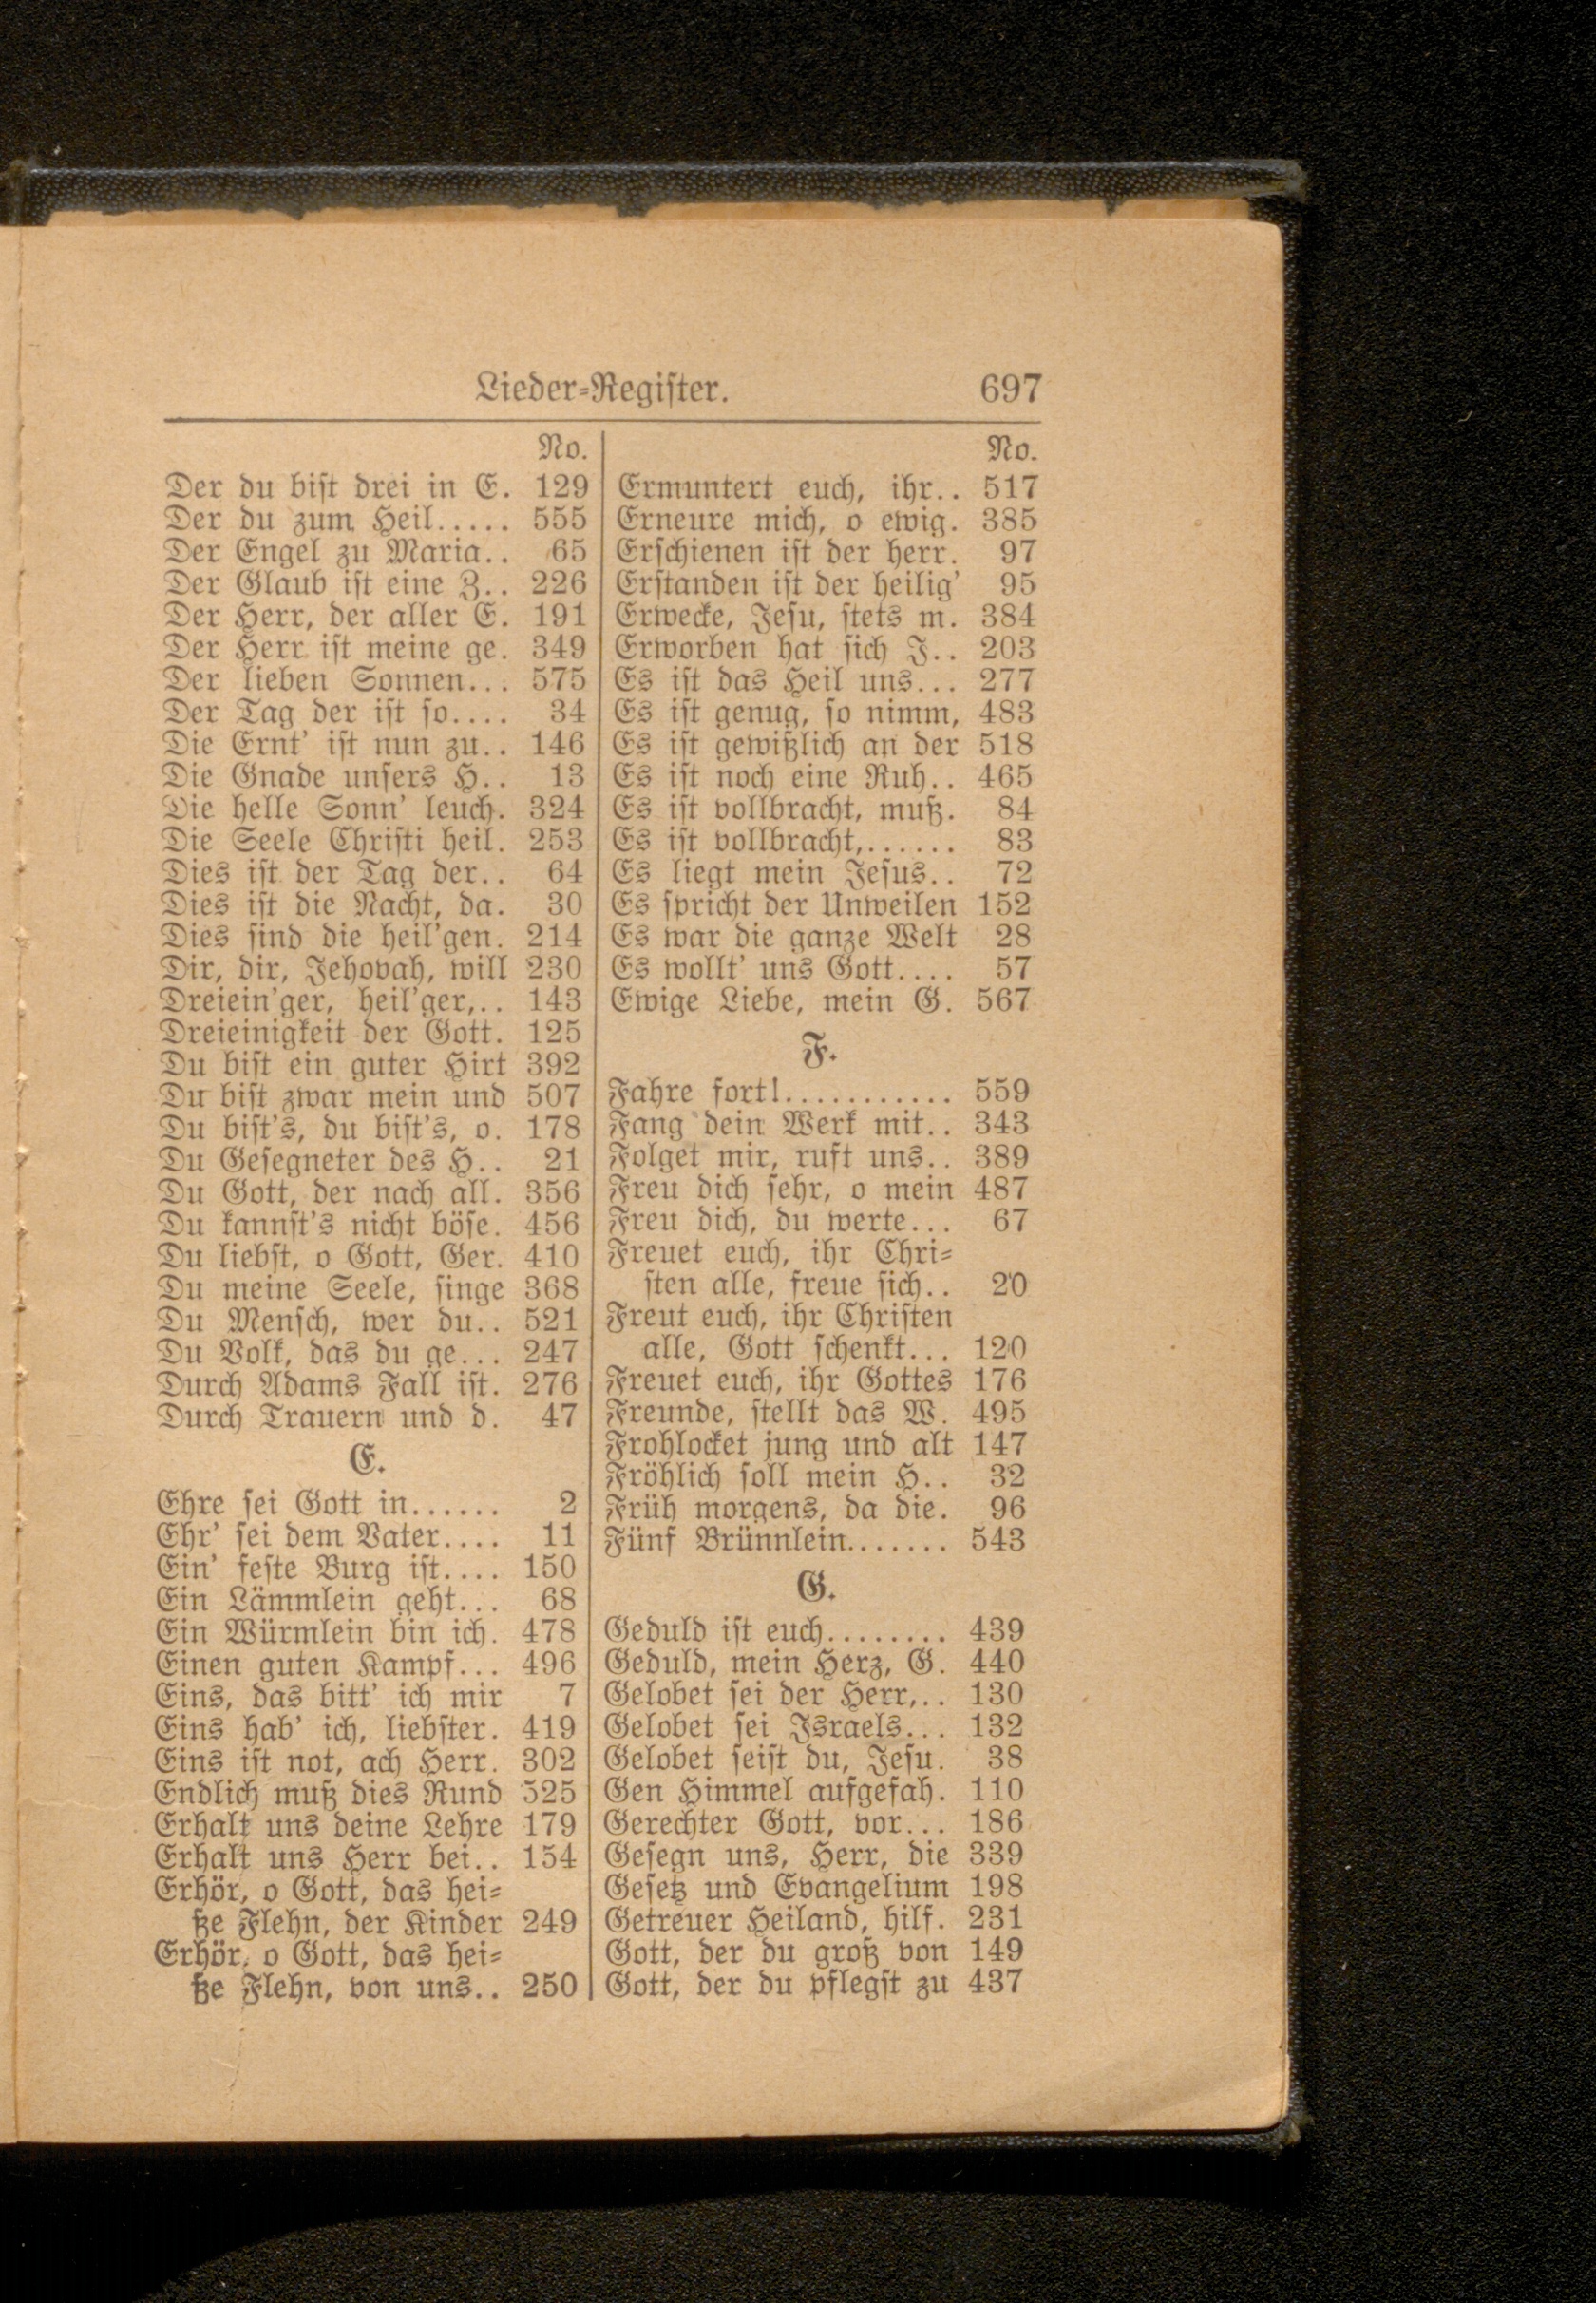 Lieder-Register. 697
No.
Der du bist drei in E. 129
Der du zum Heil..... 555
Der Engel zu Maria.. 65
Der Glaub ist eine Z.. 226
Der Herr, der aller E. 191
Der Herr ist meine ge. 349
Der lieben Sonnen... 575
Der Tag der ist so.... 34
Die Ernt' ist nun zu.. 146
Die Gnade unsers H.. 13
Die helle Sonn' leuch. 324
Die Seele Christi heil. 253
Dies ist der Tag der.. 64
Dies ist die Nacht, da. 30
Dies sind die heil'gen. 214
Dir, dir, Jehovah, will 230
Dreiein'ger, heil'ger,.. 143
Dreieinigkeit der Gott. 125
Du bist ein guter Hirt 392
Du bist zwar mein und 507
Du bist's, du bist's, o. 178
Du Gesegneter des H.. 21
Du Gott, der nach all. 356
Du kannst's nicht böse. 456
Du liebst, o Gott, Ger. 410
Du meine Seele, singe 368
Du Mensch, wer du.. 521
Du Volk, das du ge... 247
Durch Adams Fall ist. 276
Durch Trauern und d. 47
E.
Ehre sei Gott in...... 2
Ehr' sei dem Vater.... 11
Ein' feste Burg ist.... 150
Ein Lämmlein geht... 68
Ein Würmlein bin ich. 478
Einen guten Kampf... 496
Eins, das bitt' ich mir 7
Eins hab' ich, liebster. 419
Eins ist not, ach Herr. 302
Endlich muß dies Rund 525
Erhalt uns deine Lehre 179
Erhalt uns Herr bei.. 154
Erhör, o Gott, das hei-
ße Flehn, der Kinder 249
Erhör, o Gott, das hei-
ße Flehn, von uns.. 250
No.
Ermuntert euch, ihr.. 517
Erneure mich, o ewig. 385
Erschienen ist der herr. 97
Erstanden ist der heilig' 95
Erwecke, Jesu, stets m. 384
Erworben hat sich J.. 203
Es ist das Heil uns... 277
Es ist genug, so nimm, 483
Es ist gewißlich an der 518
Es ist noch eine Ruh.. 465
Es ist vollbracht, muß. 84
Es ist vollbracht,...... 83
Es liegt mein Jesus.. 72
Es spricht der Unweilen 152
Es war die ganze Welt 28
Es wollt' uns Gott.... 57
Ewige Liebe, mein G. 567
F.
Fahre fort!........... 559
Fang dein Werk mit.. 343
Folget mir, ruft uns.. 389
Freu dich sehr, o mein 487
Freu dich, du werte... 67
Freuet euch, ihr Chri-
sten alle, freue sich.. 20
Freut euch, ihr Christen
alle, Gott schenkt... 120
Freuet euch, ihr Gottes 176
Freunde, stellt das W. 495
Frohlocket jung und alt 147
Fröhlich soll mein H.. 32
Früh morgens, da die. 96
Fünf Brünnlein....... 543
G.
Geduld ist euch........ 439
Geduld, mein Herz, G. 440
Gelobet sei der Herr,.. 130
Gelobet sei Israels... 132
Gelobet seist du, Jesu. 38
Gen Himmel aufgefah. 110
Gerechter Gott, vor... 186
Gesegn uns, Herr, die 339
Gesetz und Evangelium 198
Getreuer Heiland, hilf. 231
Gott, der du groß von 149
Gott, der du pflegst zu 437